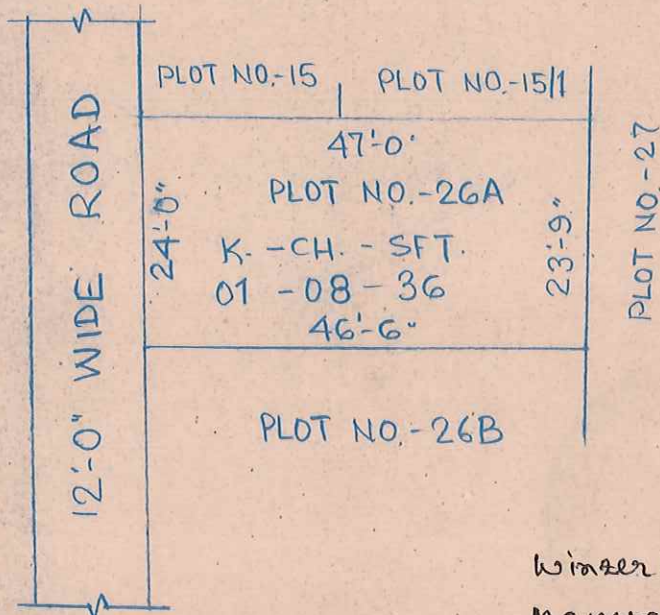 PLOT NO.-15
PLOT NO.-15/1
47'-0"
PLOT NO.-26A
24'-0"
K. -CH. - SFT.
01 -08 - 36
23'-9"
46'-6"
PLOT NO.-26B
12'-0" WIDE ROAD
PLOT NO-27
Winzer